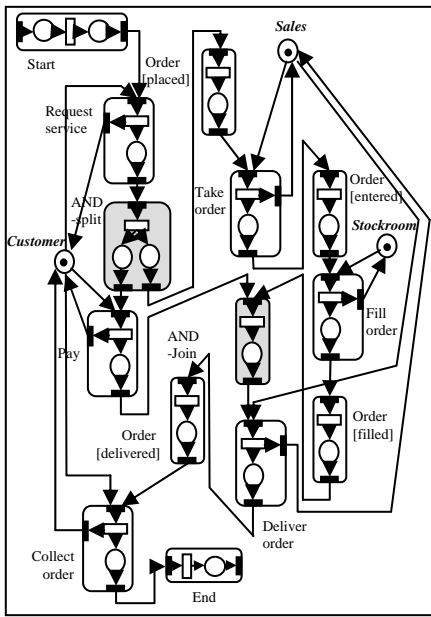 Sales
Order
[placed]
Start
Request
service
Take
order
Order
[entered]
AND
-split
Stockroom
Customer
Fill
order
Pay
AND
-Join
Order
[delivered]
Order
[filled]
Deliver
order
Collect
order
End